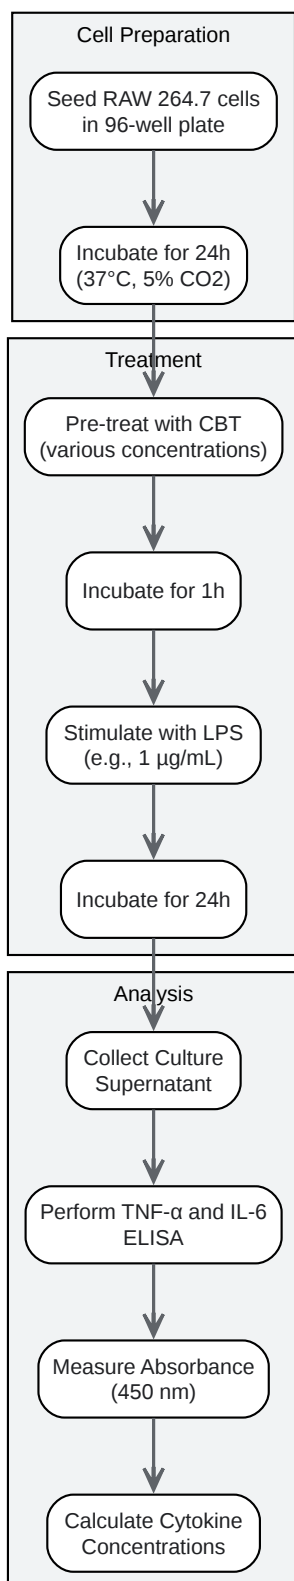 Cell Preparation
Seed RAW 264.7 cells
in 96-well plate
Incubate for 24h
(37°C, 5% CO2)
Treatment
Pre-treat with CBT
(various concentrations)
Incubate for 1h
Stimulate with LPS
(e.g., 1 µg/mL)
Incubate for 24h
Analysis
Collect Culture
Supernatant
Perform TNF-α and IL-6
ELISA
Measure Absorbance
(450 nm)
Calculate Cytokine
Concentrations